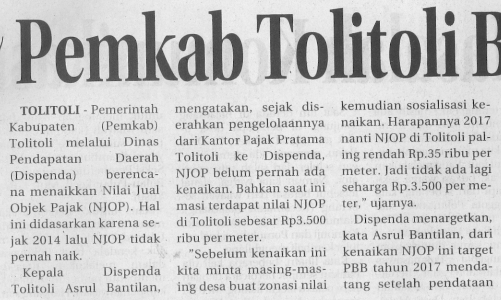 Pemkab Tolitoli B
TOLITOLI - Pemerintah
Kabupaten (Pemkab)
Tolitoli melalui Dinas
Pendapatan Daerah
(Dispenda) berenca-
na menaikkan Nilai Jual
Objek Pajak (NJOP). Hal
ini didasarkan karena se-
jak 2014 lalu NJOP tidak
pernah naik.
Kepala Dispenda
Tolitoli Asrul Bantilan,
mengatakan, sejak dis-
erahkan pengelolaannya
dari Kantor Pajak Pratama
Tolitoli ke Dispenda,
NJOP belum pernah ada
kenaikan. Bahkan saat ini
masi terdapat nilai NJOP
di Tolitoli sebesar Rp3.500
ribu per meter.
"Sebelum kenaikan ini
kita minta masing-mas-
ing desa buat zonasi nilai
kemudian sosialisasi ke-
naikan. Harapannya 2017
nanti NJOP di Tolitoli pal-
ing rendah Rp.35 ribu per
meter. Jadi tidak ada lagi
seharga Rp.3.500 per me-
ter," ujarnya.
Dispenda menargetkan,
kata Asrul Bantilan, dari
kenaikan NJOP ini target
PBB tahun 2017 menda-
tang setelah pendataan